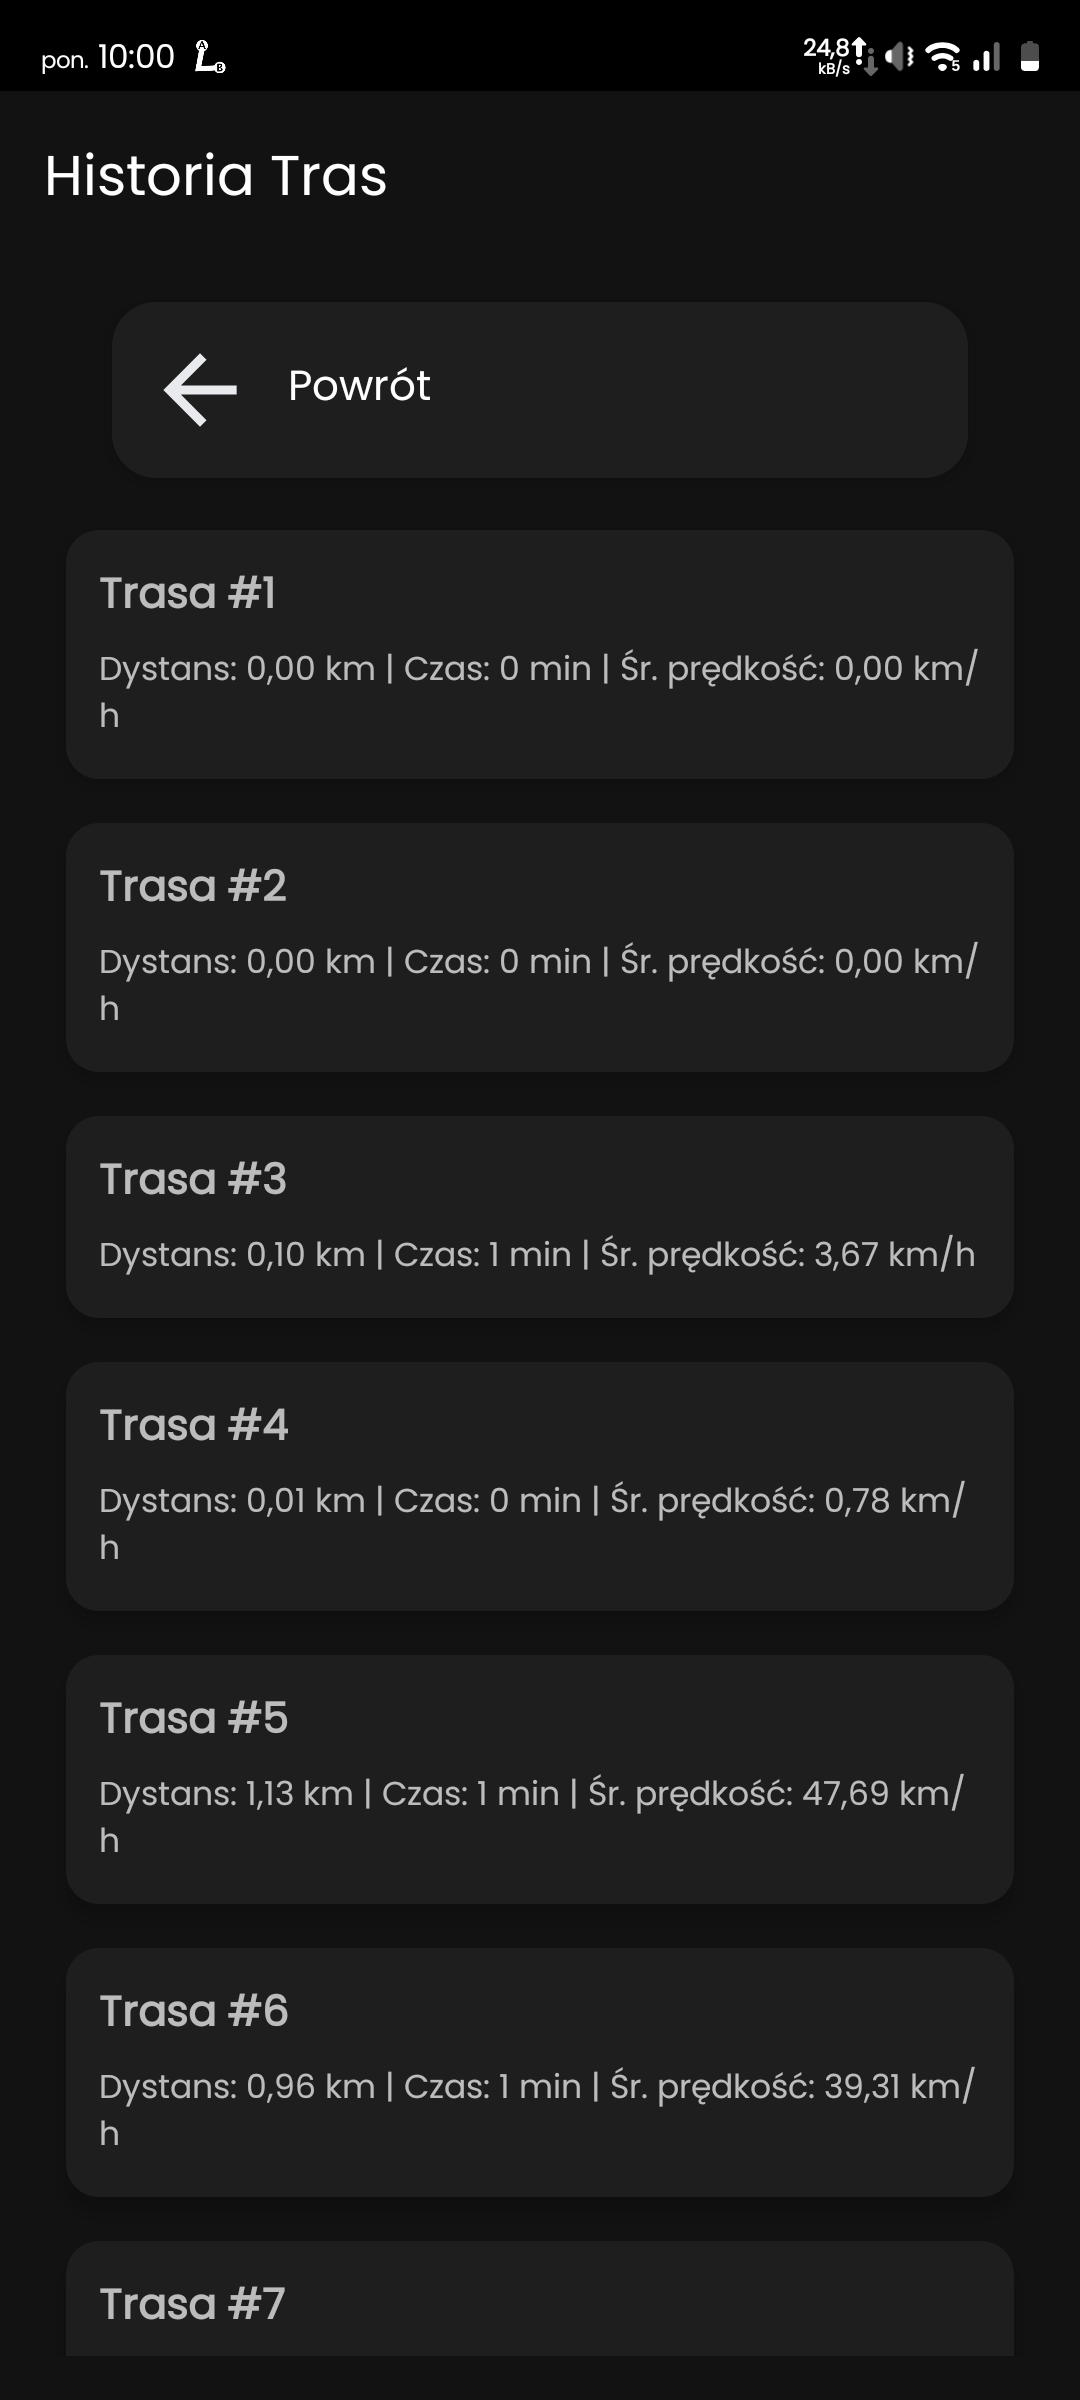 pon. 10:00
24,8
kB/s
5
Historia Tras
Powrót
Trasa #1
Dystans: 0,00 km | Czas: 0 min | Śr. prędkość: 0,00 km/
h
Trasa #2
Dystans: 0,00 km | Czas: 0 min | Śr. prędkość: 0,00 km/
h
Trasa #3
Dystans: 0,10 km | Czas: 1 min | Śr. prędkość: 3,67 km/h
Trasa #4
Dystans: 0,01 km | Czas: 0 min | Śr. prędkość: 0,78 km/
h
Trasa #5
Dystans: 1,13 km | Czas: 1 min | Śr. prędkość: 47,69 km/
h
Trasa #6
Dystans: 0,96 km | Czas: 1 min | Śr. prędkość: 39,31 km/
h
Trasa #7